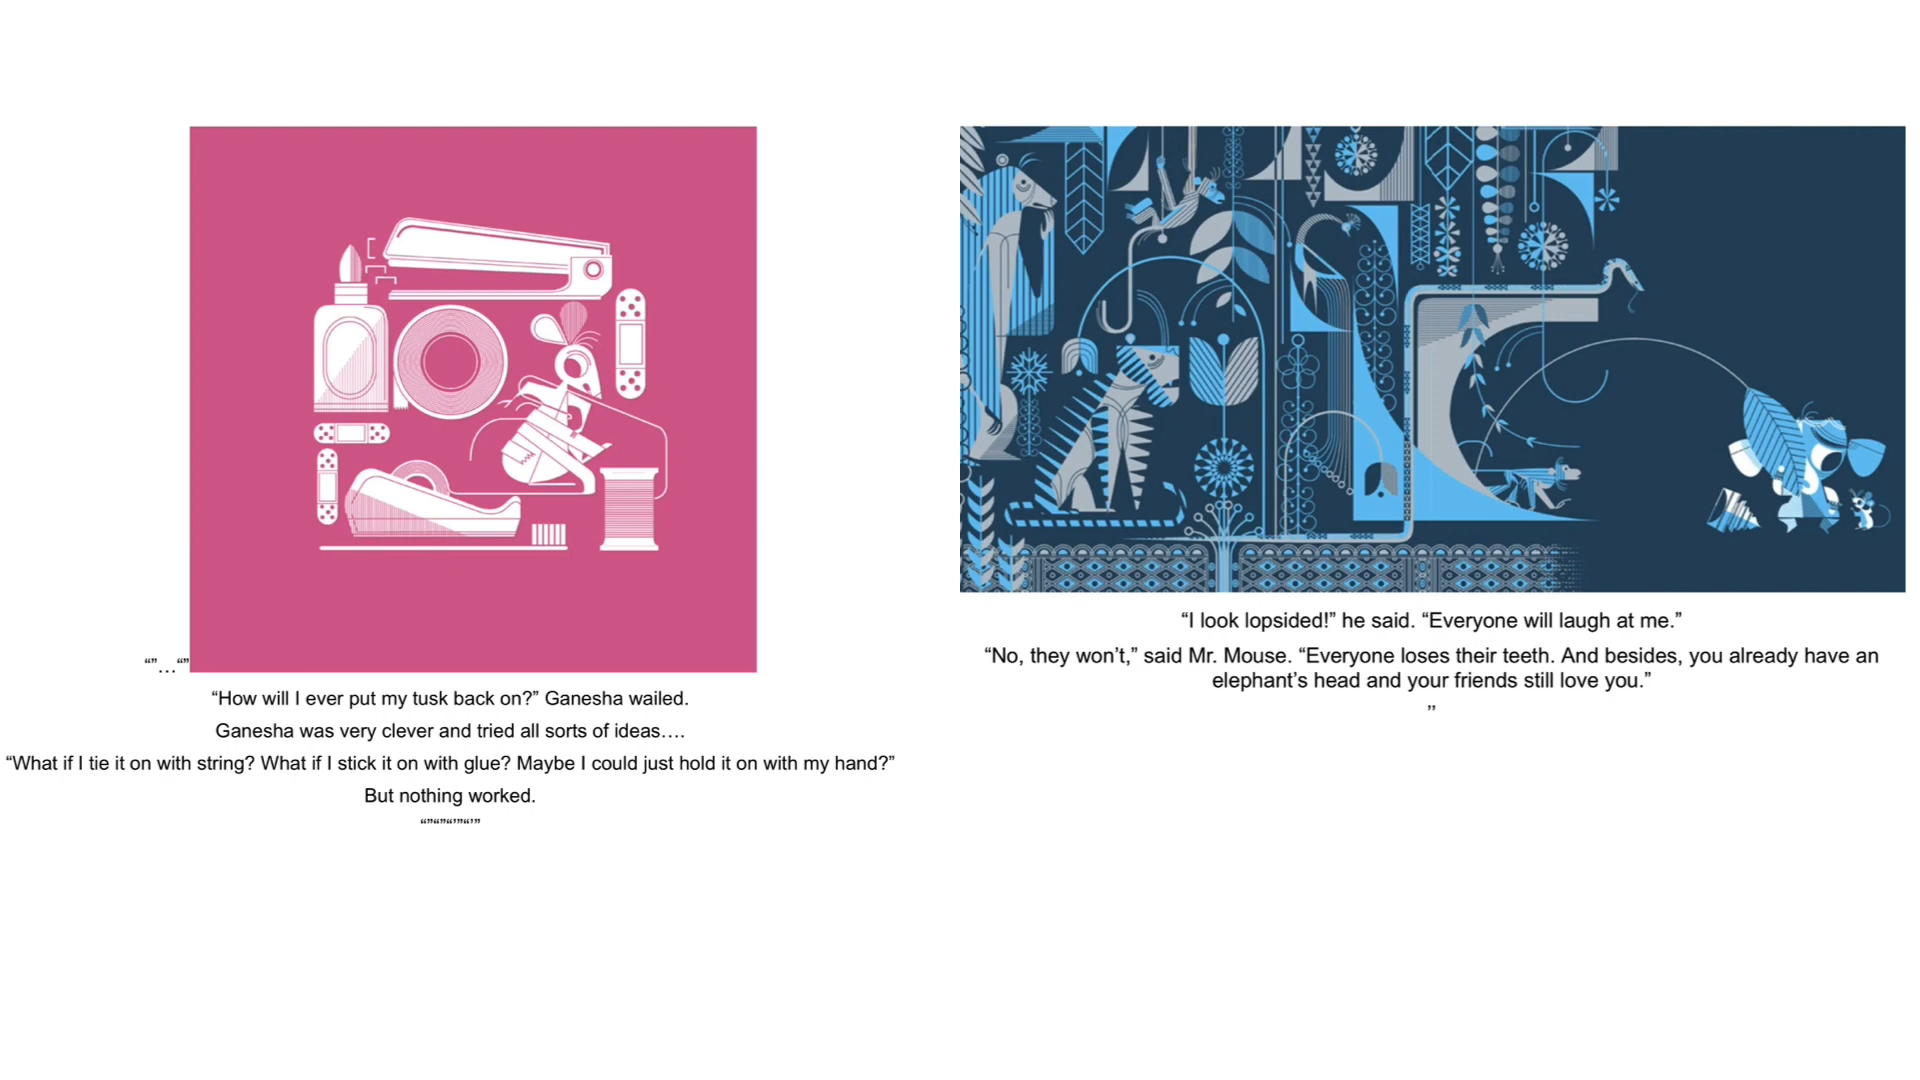 “”…“”
“How will I ever put my tusk back on?” Ganesha wailed.
Ganesha was very clever and tried all sorts of ideas….
“What if I tie it on with string? What if I stick it on with glue? Maybe I could just hold it on with my hand?”
But nothing worked.
“”“”“’”“’”
“I look lopsided!” he said. “Everyone will laugh at me.”
“No, they won’t,” said Mr. Mouse. “Everyone loses their teeth. And besides, you already have an
elephant’s head and your friends still love you.”
”